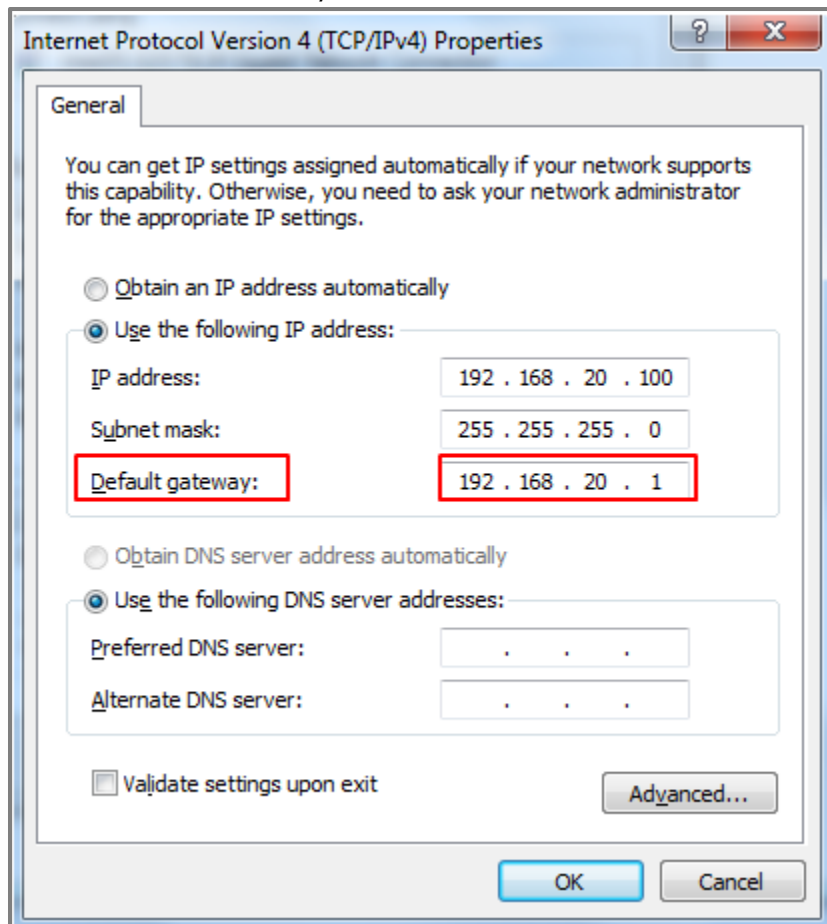 Internet Protocol Version 4 (TCP/IPv4) Properties
General
You can get IP settings assigned automatically if your network supports
this capability. Otherwise, you need to ask your network administrator
for the appropriate IP settings.
Obtain an IP address automatically
Use the following IP address:
IP address: 192 . 168 . 20 . 100
Subnet mask: 255 . 255 . 255 . 0
Default gateway: 192 . 168 . 20 . 1
Obtain DNS server address automatically
Use the following DNS server addresses:
Preferred DNS server: . . .
Alternate DNS server: . . .
Validate settings upon exit
Advanced...
OK Cancel